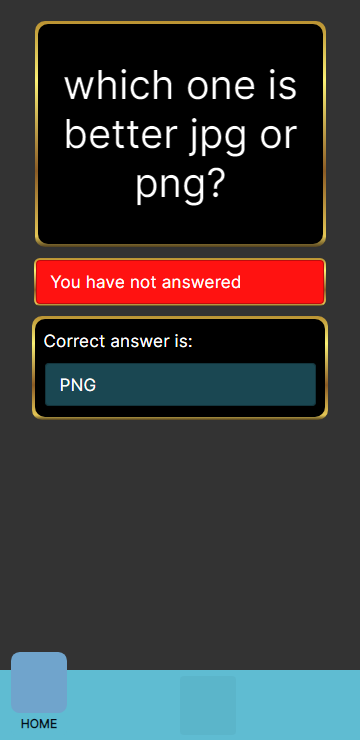 which one is
better jpg or
png?
You have not answered
Correct answer is:
PNG
HOME